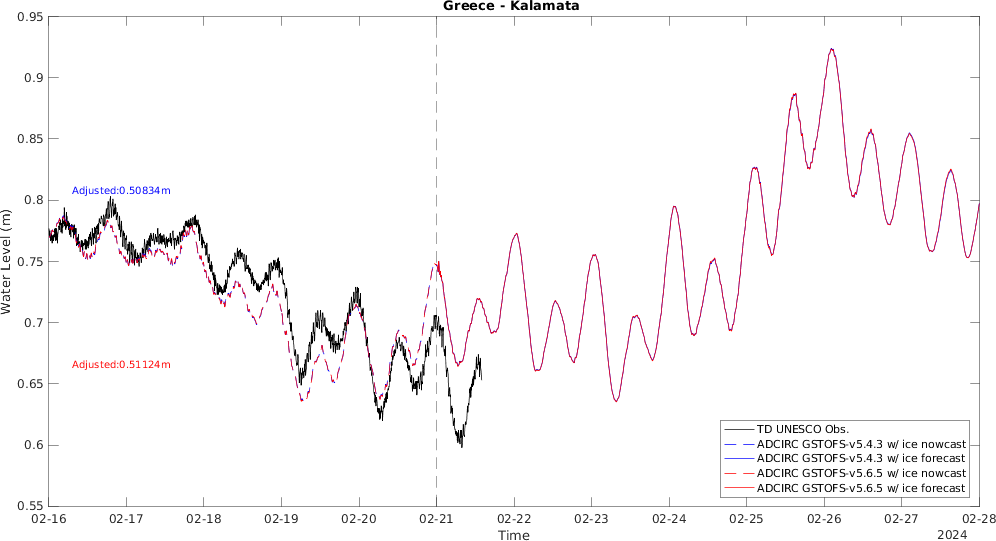 Greece - Kalamata
0.95
0.9
0.85
0.8
0.75
0.7
0.65
0.6
0.55
Water Level (m)
Adjusted:0.50834m
Adjusted:0.51124m
TD UNESCO Obs.
ADCIRC GSTOFS-v5.4.3 w/ ice nowcast
ADCIRC GSTOFS-v5.4.3 w/ ice forecast
ADCIRC GSTOFS-v5.6.5 w/ ice nowcast
ADCIRC GSTOFS-v5.6.5 w/ ice forecast
02-16 02-17 02-18 02-19 02-20 02-21 02-22 02-23 02-24 02-25 02-26 02-27 02-28
Time
2024